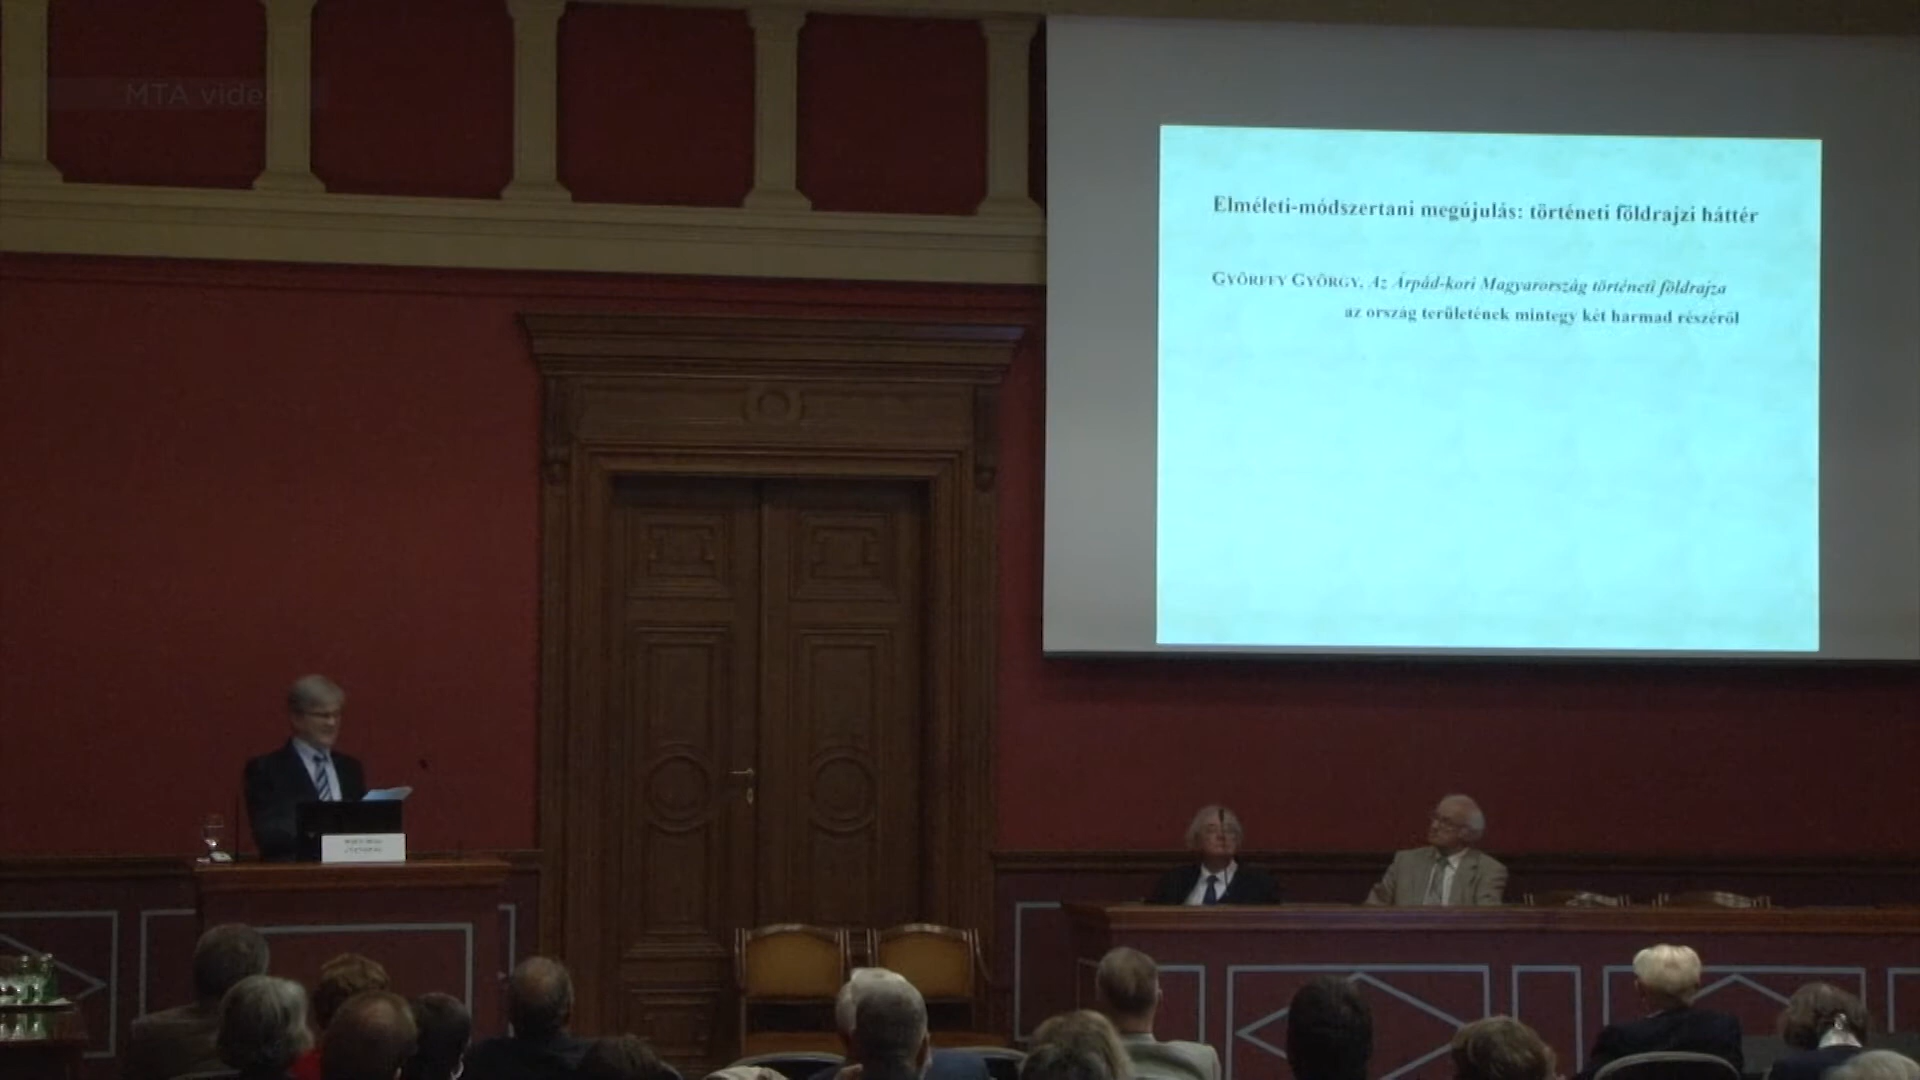 MTA vide
Elméleti-módszertani megújulás: történeti földrajzi háttér
GYÖRFFY GYÖRGY, Az Árpád-kori Magyarország történeti földrajza
az ország területének mintegy két harmad részéről